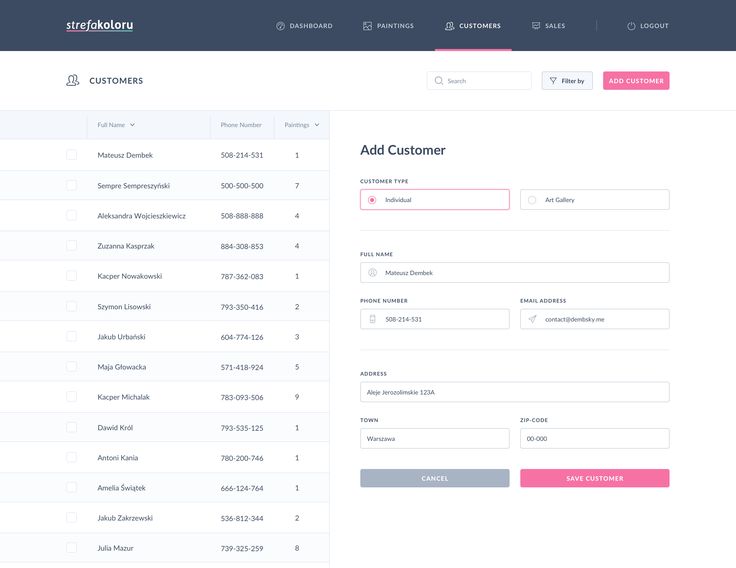 strefakoloru
DASHBOARD
PAINTINGS
CUSTOMERS
SALES
LOGOUT
CUSTOMERS
Search
Filter by
ADD CUSTOMER
Full Name Phone Number Paintings
Mateusz Dembek 508-214-531 1
Sempre Sempreszyński 500-500-500 7
Aleksandra Wojcieszkiewicz 508-888-888 4
Zuzanna Kasprzak 884-308-853 4
Kacper Nowakowski 787-362-083 1
Szymon Lisowski 793-350-416 2
Jakub Urbański 604-774-126 3
Maja Głowacka 571-418-924 5
Kacper Michalak 783-093-506 9
Dawid Król 793-535-125 1
Antoni Kania 780-200-746 1
Amelia Świątek 666-124-764 1
Jakub Zakrzewski 536-812-344 2
Julia Mazur 739-325-259 8
Add Customer
CUSTOMER TYPE
Individual
Art Gallery
FULL NAME
Mateusz Dembek
PHONE NUMBER EMAIL ADDRESS
508-214-531 contact@dembsky.me
ADDRESS
Aleje Jerozolimskie 123A
TOWN ZIP-CODE
Warszawa 00-000
CANCEL SAVE CUSTOMER